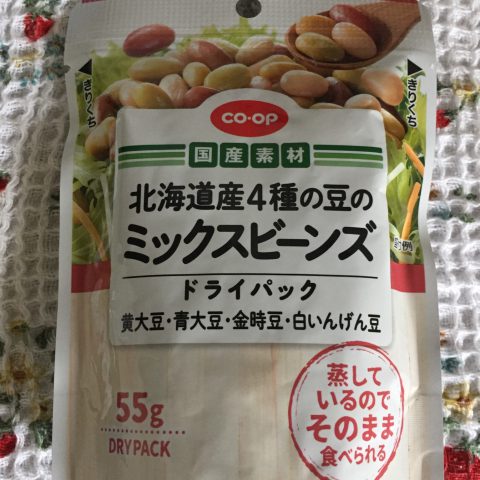 きりくち
きりくち
CO・OP
国産素材
北海道産4種の豆の
ミックスビーンズ
ドライパック
黄大豆・青大豆・金時豆・白いんげん豆
55g
DRY PACK
蒸して
いるので
そのまま
食べられる